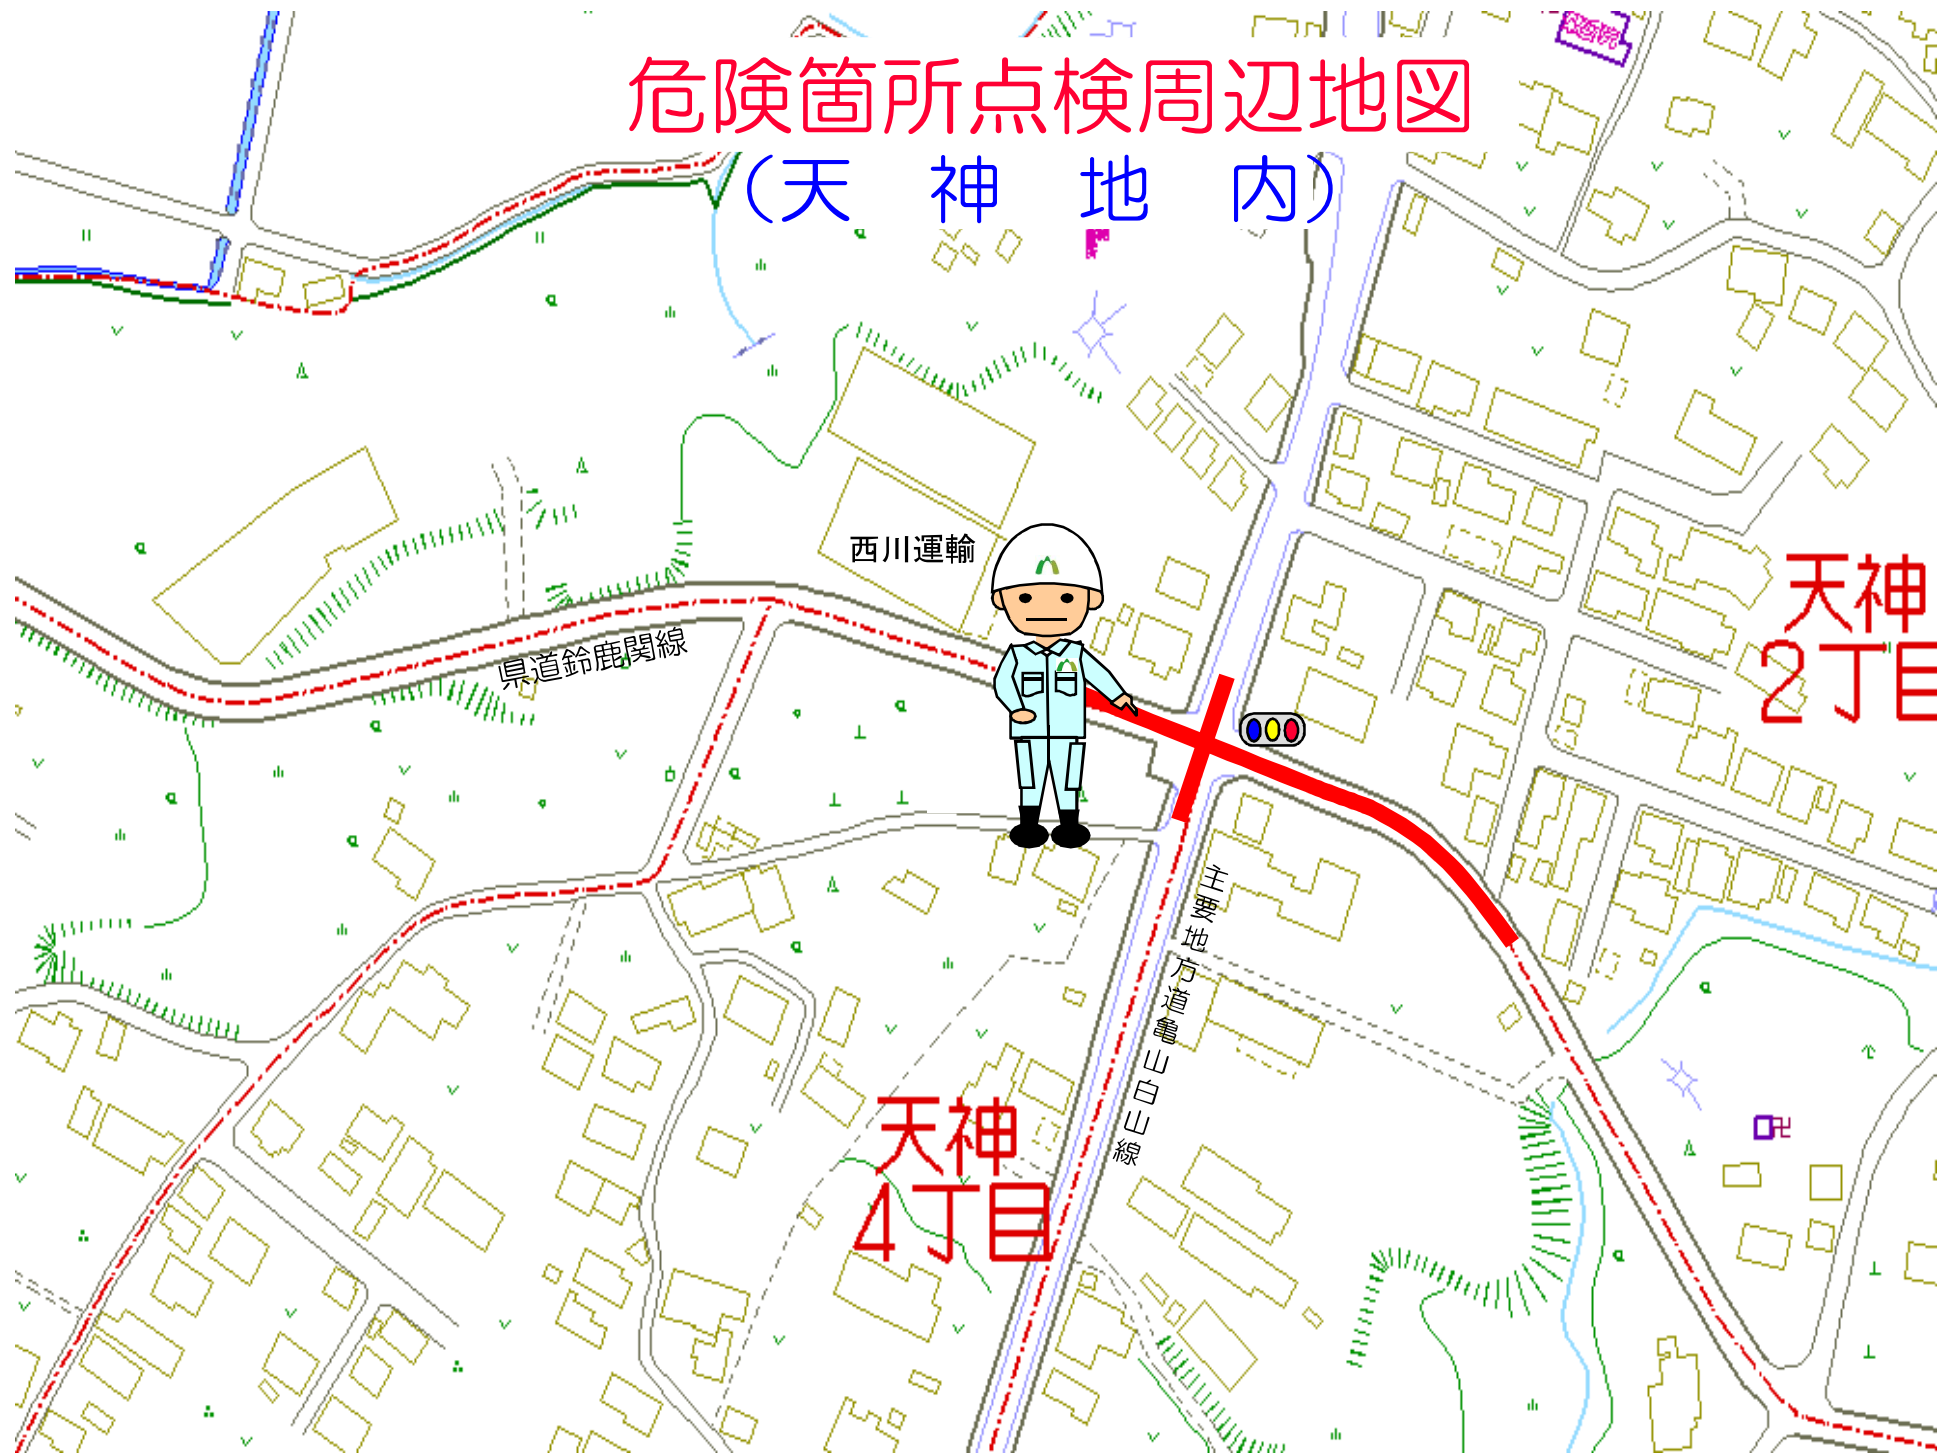 危険箇所点検周辺地図
（天　神　地　内）
西川運輸
県道鈴鹿関線
天神
2丁目
主要地方道亀山白山線
天神
4丁目